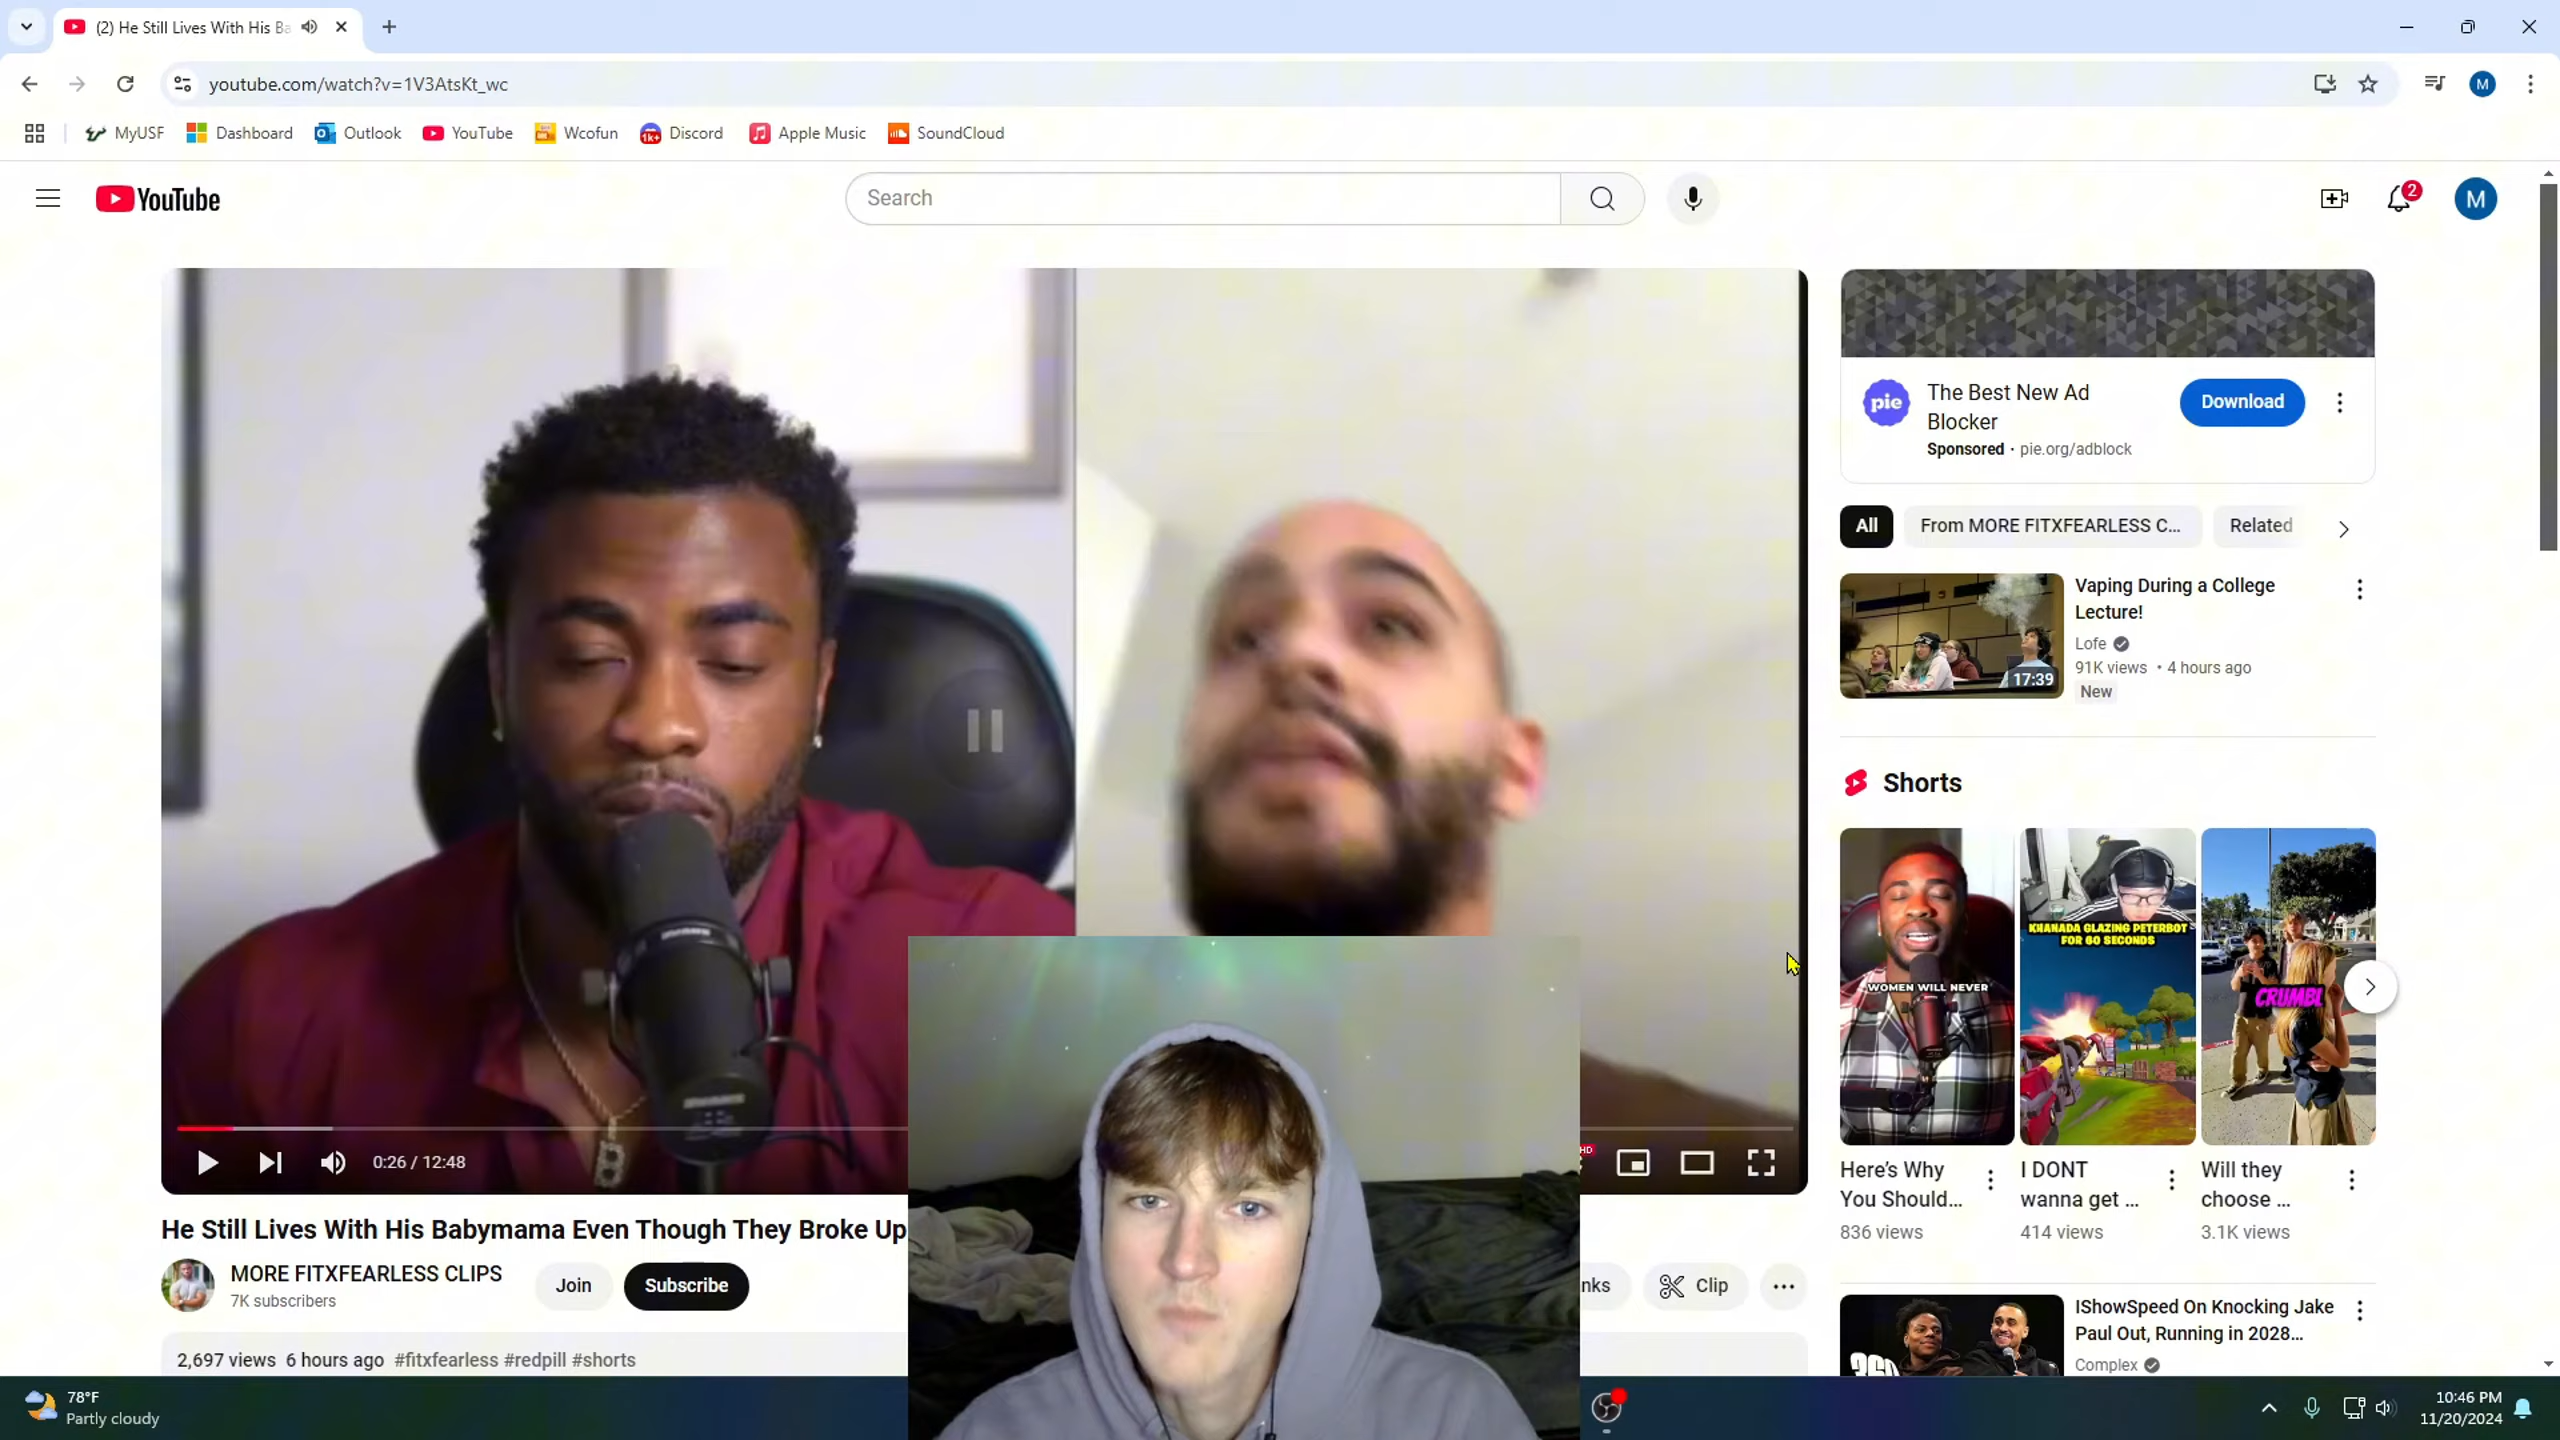 (2) He Still Lives With His Ba
youtube.com/watch?v=1V3AtsKt_wc
M
MyUSF
Dashboard
Outlook
YouTube
Wcofun
1k+
Discord
Apple Music
SoundCloud
YouTube
Search
2
M
pie
The Best New Ad
Blocker
Sponsored · pie.org/adblock
Download
All
From MORE FITXFEARLESS C...
Related
17:39
Vaping During a College
Lecture!
Lofe
91K views • 4 hours ago
New
Shorts
WOMEN WILL NEVER
KHANADA GLAZING PETERBOT
FOR 60 SECONDS
CRUMBL
Here's Why
You Should...
836 views
I DONT
wanna get ...
414 views
Will they
choose ...
3.1K views
0:26 / 12:48
HD
He Still Lives With His Babymama Even Though They Broke Up
MORE FITXFEARLESS CLIPS
7K subscribers
Join
Subscribe
nks
Clip
2,697 views 6 hours ago #fitxfearless #redpill #shorts
360
IShowSpeed On Knocking Jake
Paul Out, Running in 2028...
Complex
78°F
Partly cloudy
10:46 PM
11/20/2024